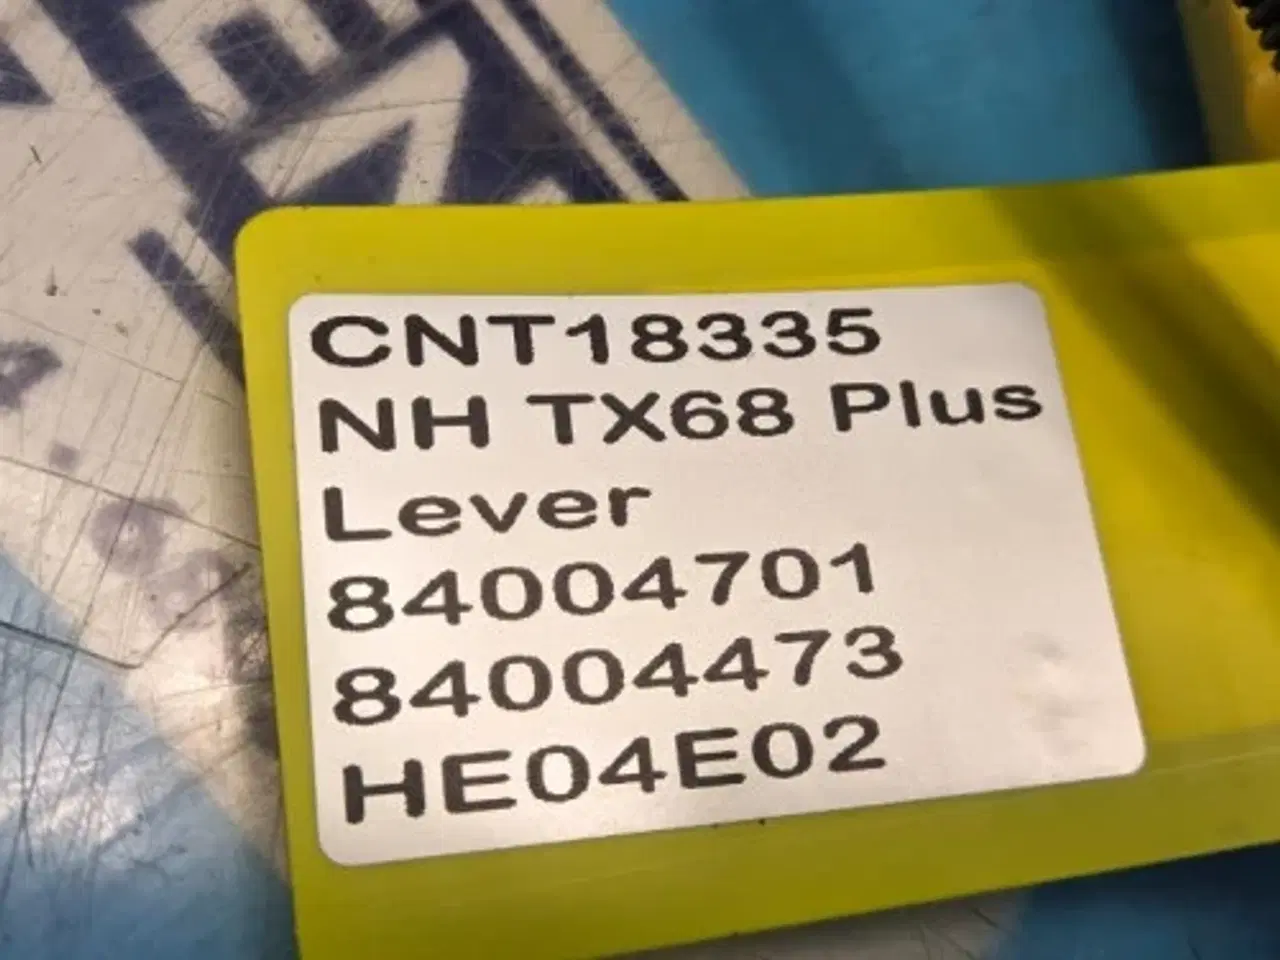 CNT18335
NH TX68 Plus
Lever
84004701
84004473
HE04E02